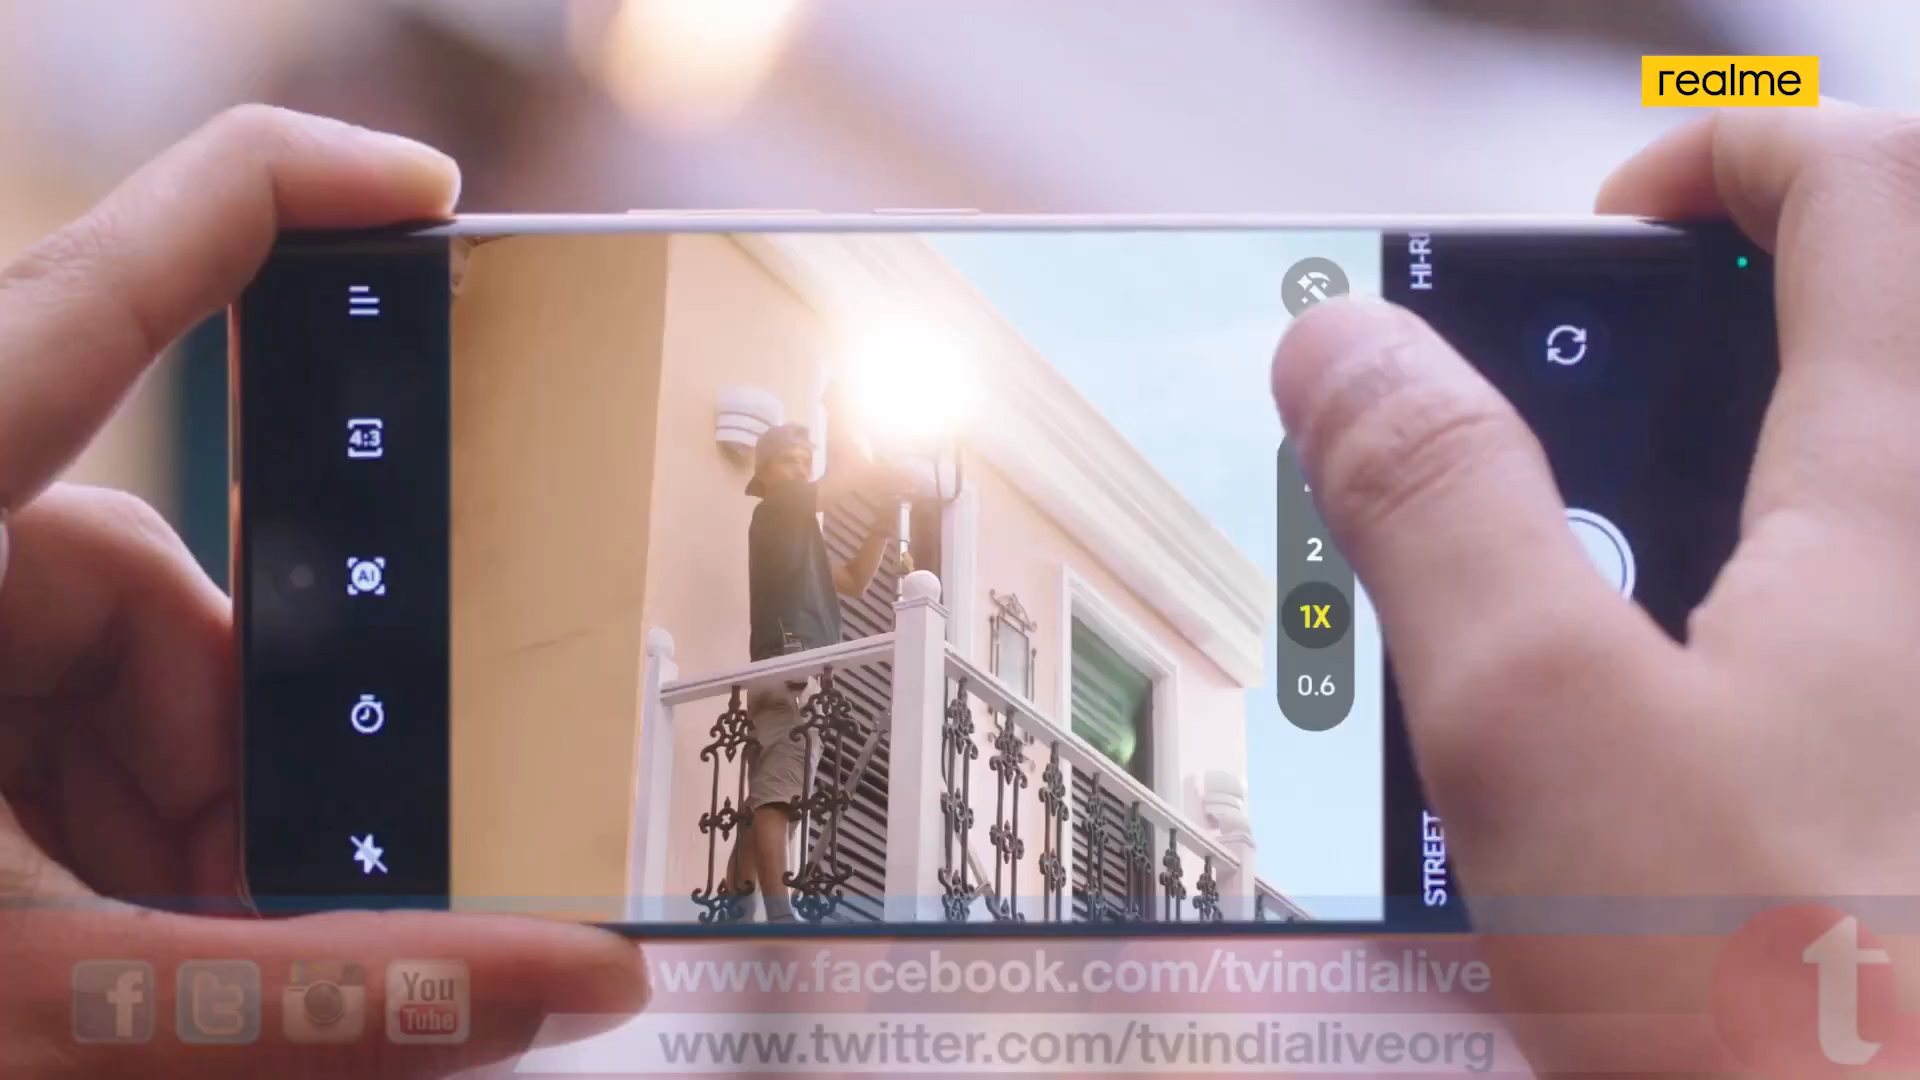 realme
HI-R
4:3
AI
2
1X
0.6
STREET
f
t
You
Tube
www.facebook.com/tvindialive
www.twitter.com/tvindialiveorg
t